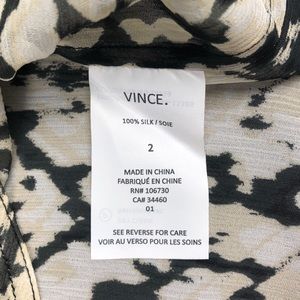 VINCE.
100% SILK / SOIE
2
MADE IN CHINA
FABRIQUÉ EN CHINE
RN# 106730
CA# 34460
01
SEE REVERSE FOR CARE
VOIR AU VERSO POUR LES SOINS